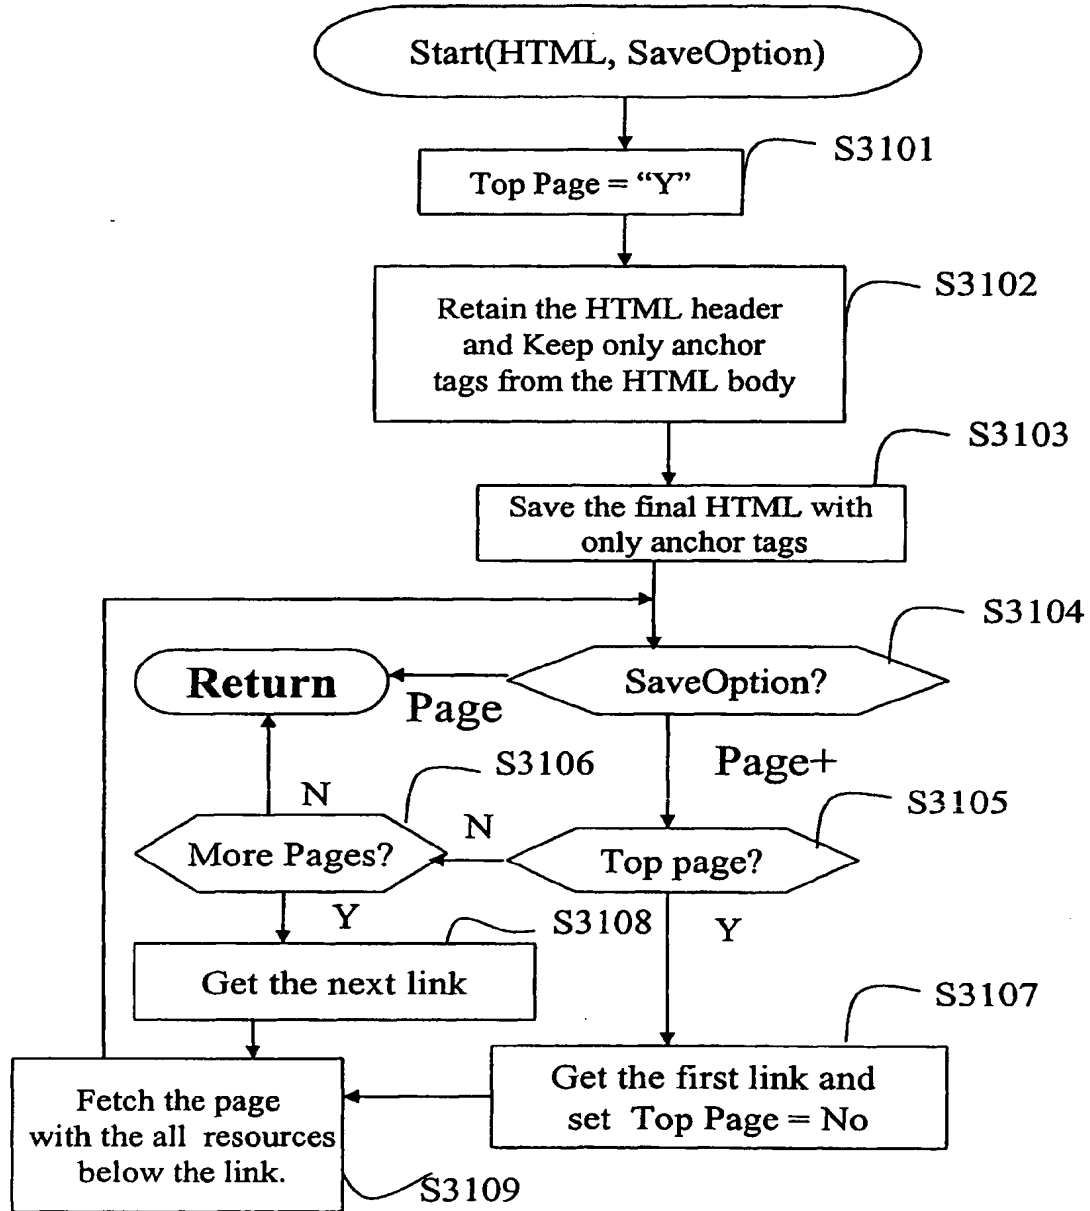 Start(HTML, SaveOption)
S3101
Top Page = “Y”
S3102
Retain the HTML header
and Keep only anchor
tags from the HTML body
S3103
Save the final HTML with
only anchor tags
S3104
SaveOption?
Return
Page
Page+
S3106
S3105
N
N
More Pages?
Top page?
Y
S3108
Y
Get the next link
S3107
Get the first link and
set Top Page = No
Fetch the page
with the all resources
below the link.
S3109